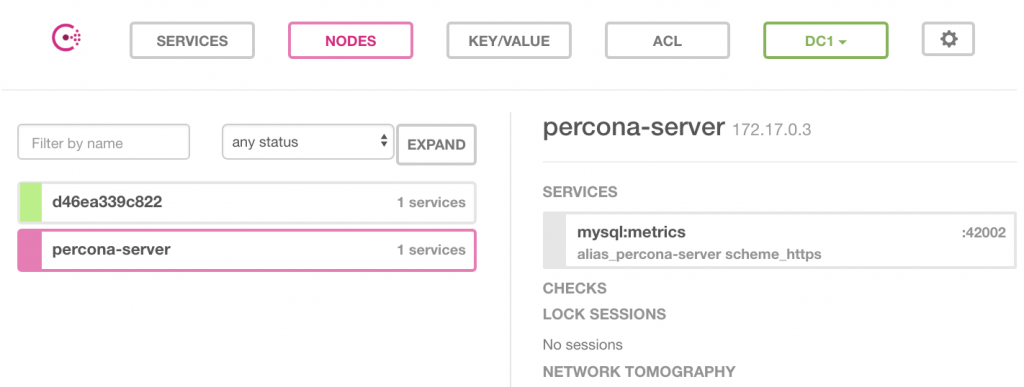 SERVICES
NODES
KEY/VALUE
ACL
DC1
Filter by name
any status
EXPAND
d46ea339c822 1 services
percona-server 1 services
percona-server 172.17.0.3
SERVICES
mysql:metrics :42002
alias_percona-server scheme_https
CHECKS
LOCK SESSIONS
No sessions
NETWORK TOMOGRAPHY